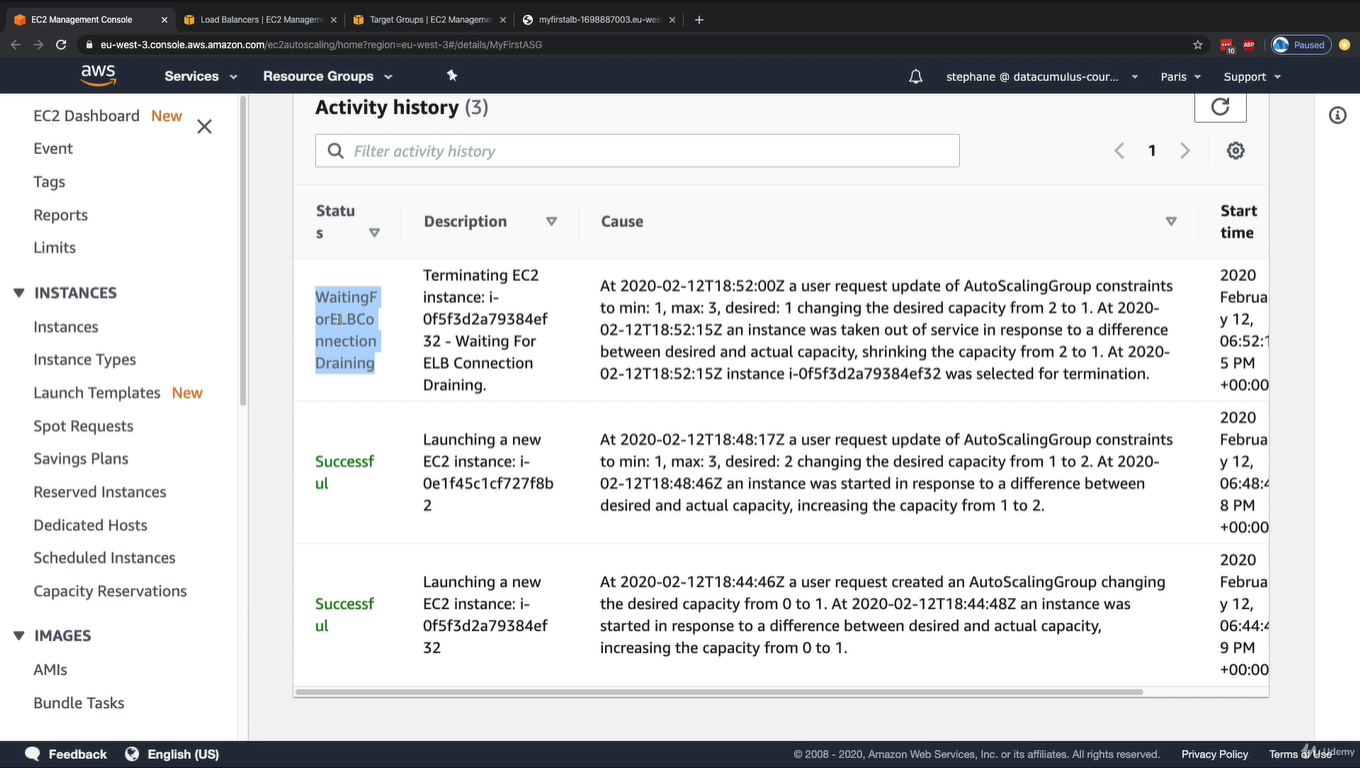 EC2 Management Console
Load Balancers | EC2 Managem
Target Groups | EC2 Manageme
myfirstalb-1698887003.eu-wes
eu-west-3.console.aws.amazon.com/ec2autoscaling/home?region=eu-west-3#/details/MyFirstASG
10
ABP
Paused
aws
Services
Resource Groups
stephane @ datacumulus-cour...
Paris
Support
EC2 Dashboard New
Event
Tags
Reports
Limits
INSTANCES
Instances
Instance Types
Launch Templates New
Spot Requests
Savings Plans
Reserved Instances
Dedicated Hosts
Scheduled Instances
Capacity Reservations
IMAGES
AMIs
Bundle Tasks
Activity history (3)
Filter activity history
1
Statu
s
Description
Cause
Start
time
WaitingF
orELBCo
nnection
Draining
Terminating EC2
instance: i-
0f5f3d2a79384ef
32 - Waiting For
ELB Connection
Draining.
At 2020-02-12T18:52:00Z a user request update of AutoScalingGroup constraints
to min: 1, max: 3, desired: 1 changing the desired capacity from 2 to 1. At 2020-
02-12T18:52:15Z an instance was taken out of service in response to a difference
between desired and actual capacity, shrinking the capacity from 2 to 1. At 2020-
02-12T18:52:15Z instance i-0f5f3d2a79384ef32 was selected for termination.
2020
Februa
y 12,
06:52:1
5 PM
+00:00
Successf
ul
Launching a new
EC2 instance: i-
0e1f45c1cf727f8b
2
At 2020-02-12T18:48:17Z a user request update of AutoScalingGroup constraints
to min: 1, max: 3, desired: 2 changing the desired capacity from 1 to 2. At 2020-
02-12T18:48:46Z an instance was started in response to a difference between
desired and actual capacity, increasing the capacity from 1 to 2.
2020
Februa
y 12,
06:48:4
8 PM
+00:00
Successf
ul
Launching a new
EC2 instance: i-
0f5f3d2a79384ef
32
At 2020-02-12T18:44:46Z a user request created an AutoScalingGroup changing
the desired capacity from 0 to 1. At 2020-02-12T18:44:48Z an instance was
started in response to a difference between desired and actual capacity,
increasing the capacity from 0 to 1.
2020
Februa
y 12,
06:44:4
9 PM
+00:00
Feedback
English (US)
© 2008 - 2020, Amazon Web Services, Inc. or its affiliates. All rights reserved.
Privacy Policy
Terms of Use
Udemy